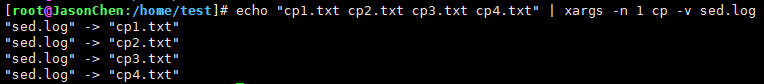 [root@JasonChen:/home/test]# echo "cp1.txt cp2.txt cp3.txt cp4.txt" | xargs -n 1 cp -v sed.log
"sed.log" -> "cp1.txt"
"sed.log" -> "cp2.txt"
"sed.log" -> "cp3.txt"
"sed.log" -> "cp4.txt"